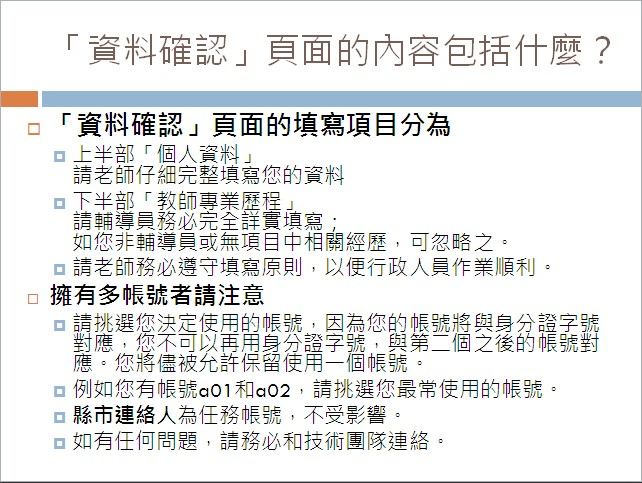 「資料確認」頁面的內容包括什麼？
「資料確認」頁面的填寫項目分為
上半部「個人資料」
請老師仔細完整填寫您的資料
下半部「教師專業歷程」
請輔導員務必完全詳實填寫；
如您非輔導員或無項目中相關經歷，可忽略之。
請老師務必遵守填寫原則，以便行政人員作業順利。
擁有多帳號者請注意
請挑選您決定使用的帳號，因為您的帳號將與身分證字號
對應，您不可以再用身分證字號，與第二個之後的帳號對
應。您將儘被允許保留使用一個帳號。
例如您有帳號a01和a02，請挑選您最常使用的帳號。
縣市連絡人為任務帳號，不受影響。
如有任何問題，請務必和技術團隊連絡。